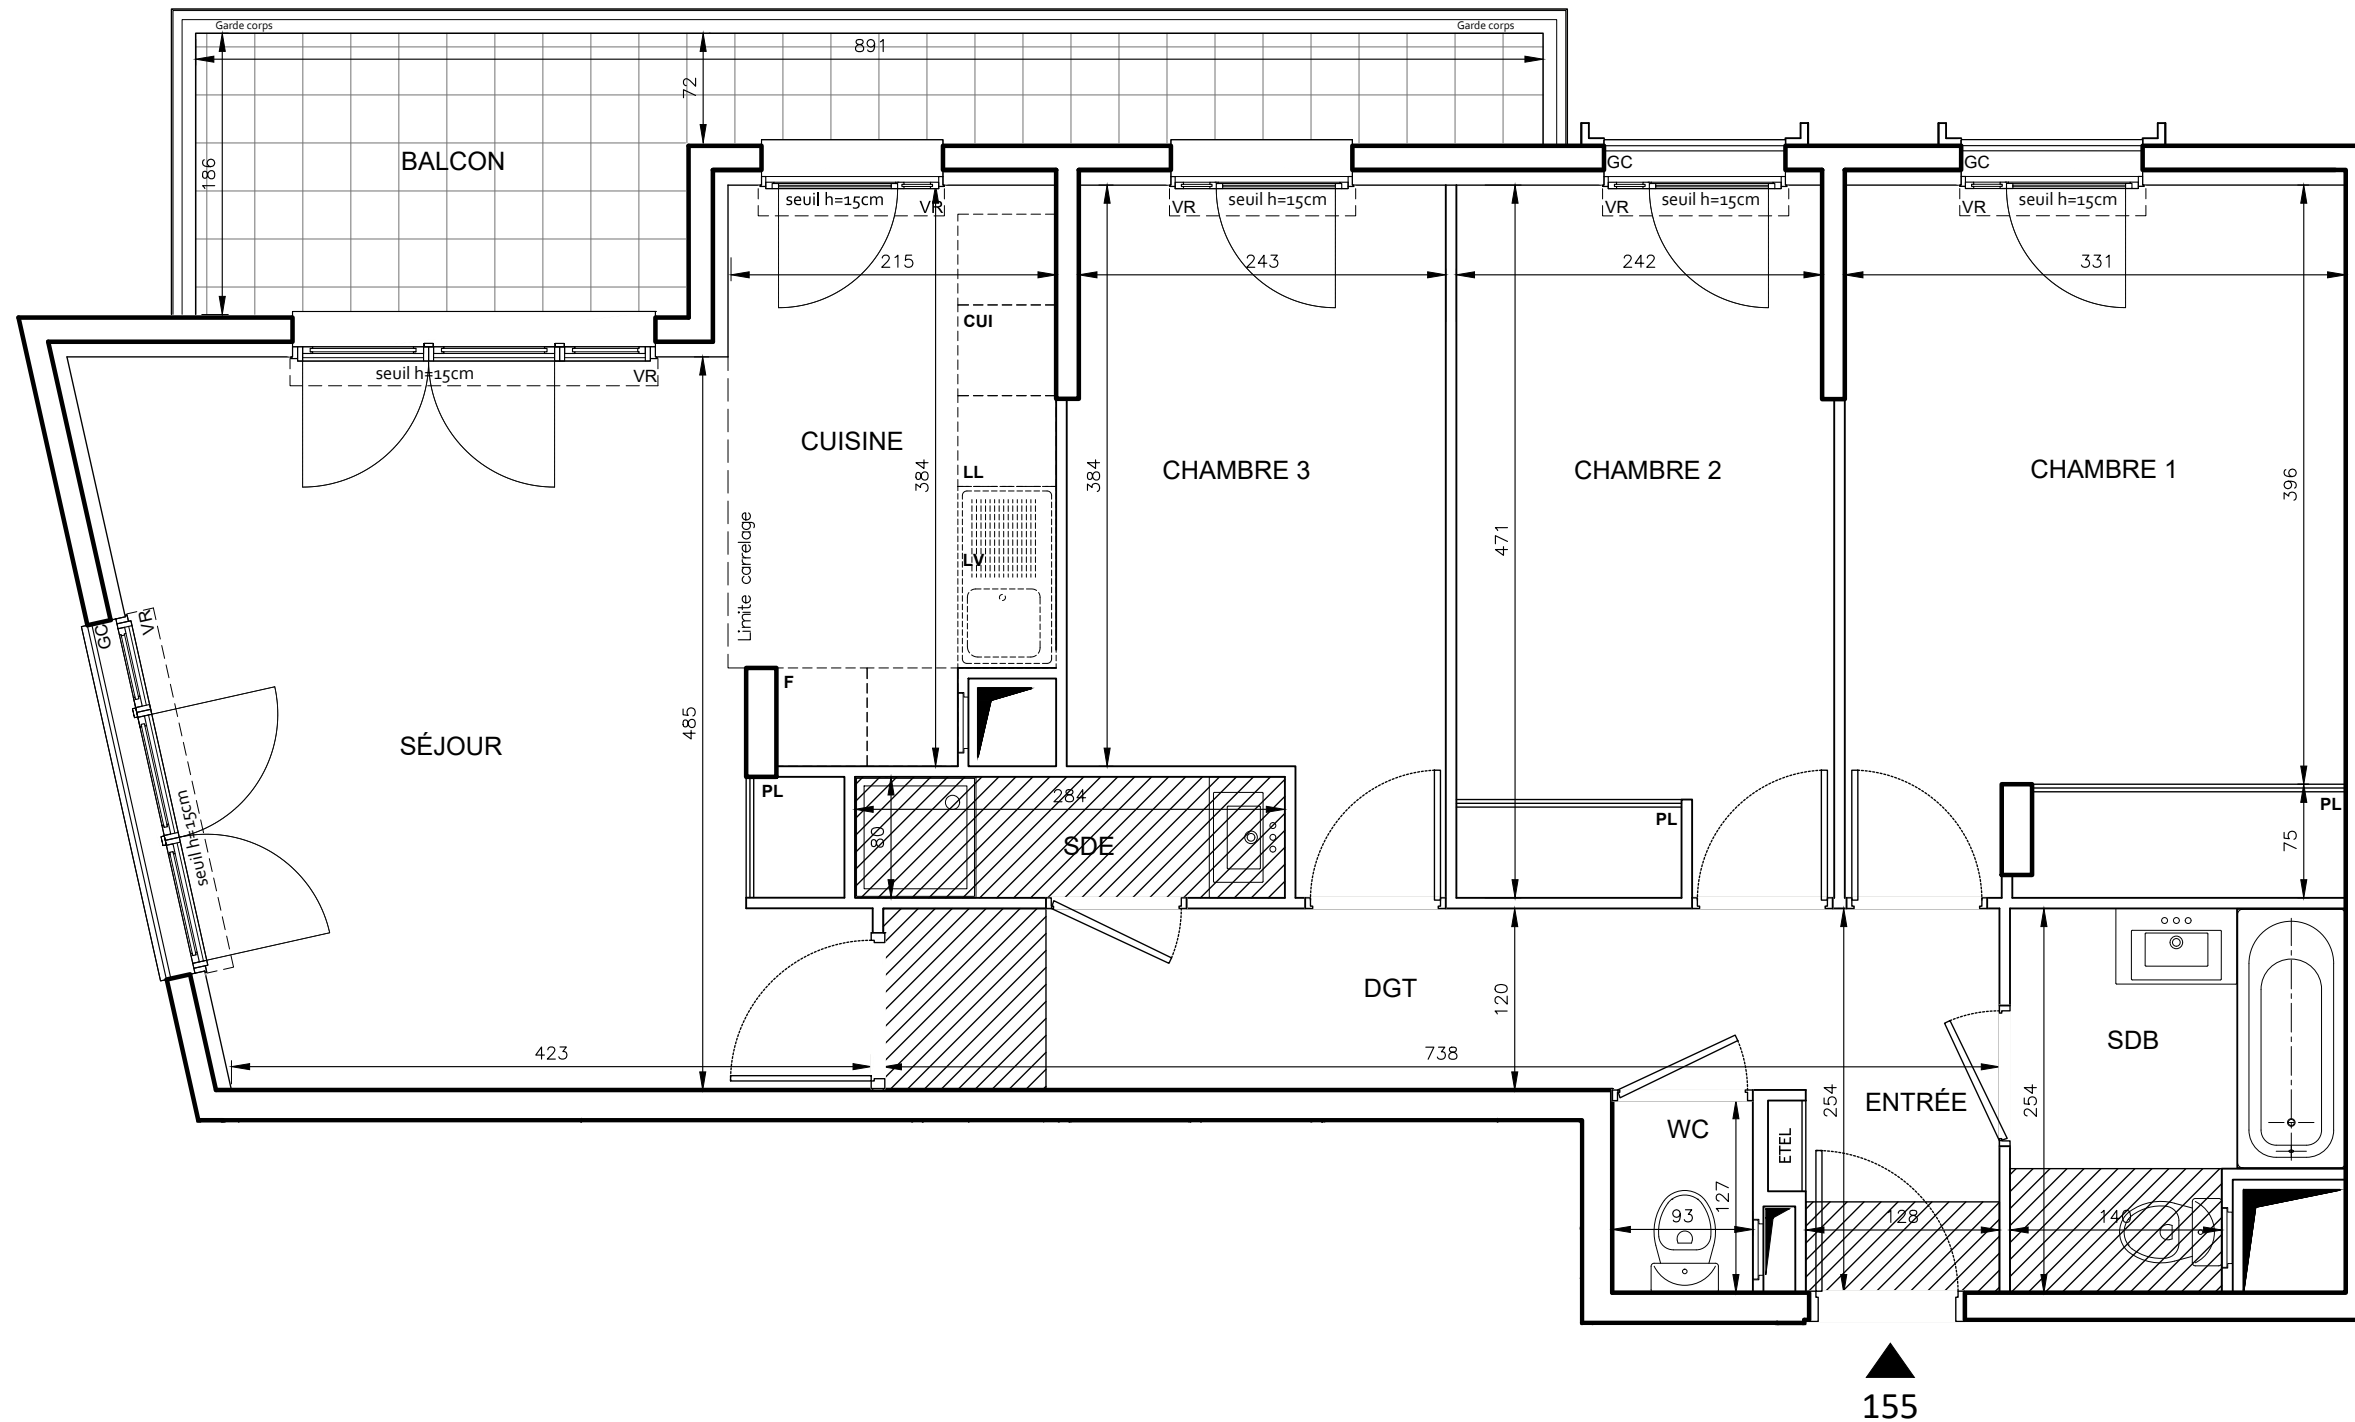 Garde corps
Garde corps
891
72
186
BALCON
GC
GC
seuil h=15cm
VR
VR
seuil h=15cm
VR
seuil h=15cm
VR
seuil h=15cm
215
243
242
331
CUI
seuil h=15cm
VR
CUISINE
384
LL
384
CHAMBRE 3
CHAMBRE 2
CHAMBRE 1
396
471
Limite carrelage
LV
GC
VR
F
485
SÉJOUR
seuil h=15cm
PL
284
80
SDE
PL
PL
75
DGT
120
423
738
SDB
254
ENTRÉE
254
WC
ETEL
127
93
128
140
155